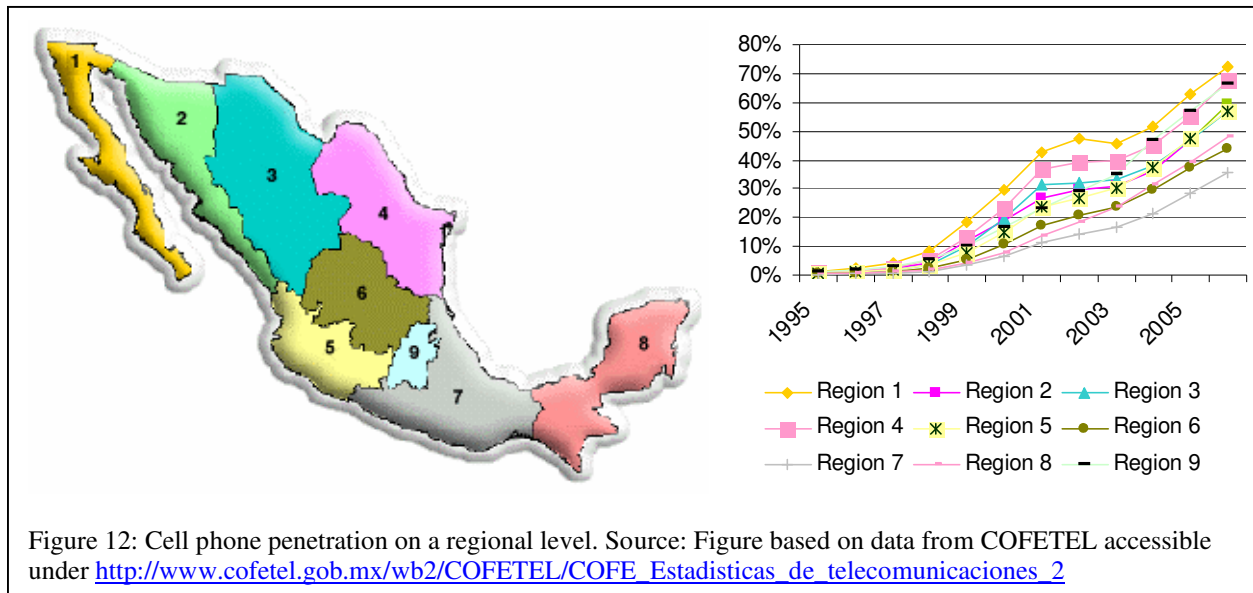 1
2
3
4
5
6
7
8
9
80%
70%
60%
50%
40%
30%
20%
10%
0%
1995
1997
1999
2001
2003
2005
Region 1
Region 2
Region 3
Region 4
Region 5
Region 6
Region 7
Region 8
Region 9
Figure 12: Cell phone penetration on a regional level. Source: Figure based on data from COFETEL accessible
under http://www.cofetel.gob.mx/wb2/COFETEL/COFE_Estadisticas_de_telecomunicaciones_2